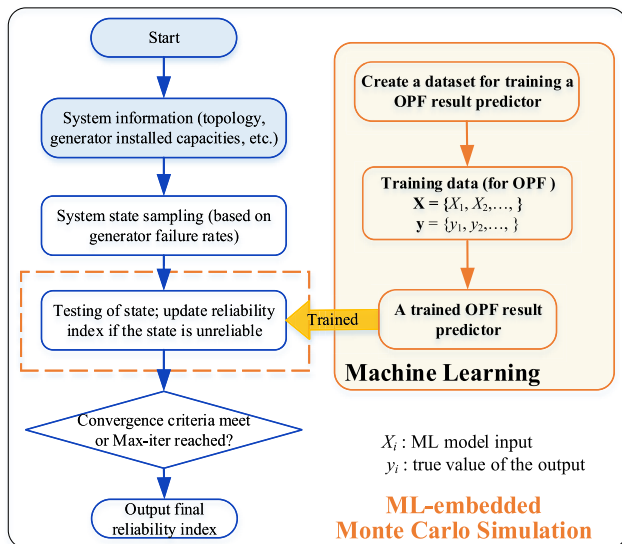 Start
System information (topology,
generator installed capacities, etc.)
System state sampling (based on
generator failure rates)
Testing of state; update reliability
index if the state is unreliable
Convergence criteria meet
or Max-iter reached?
Output final
reliability index
Create a dataset for training a
OPF result predictor
Training data (for OPF )
X = {X₁, X₂,…, }
y = {y₁, y₂,…, }
A trained OPF result
predictor
Trained
Machine Learning
Xᵢ : ML model input
yᵢ : true value of the output
ML-embedded
Monte Carlo Simulation